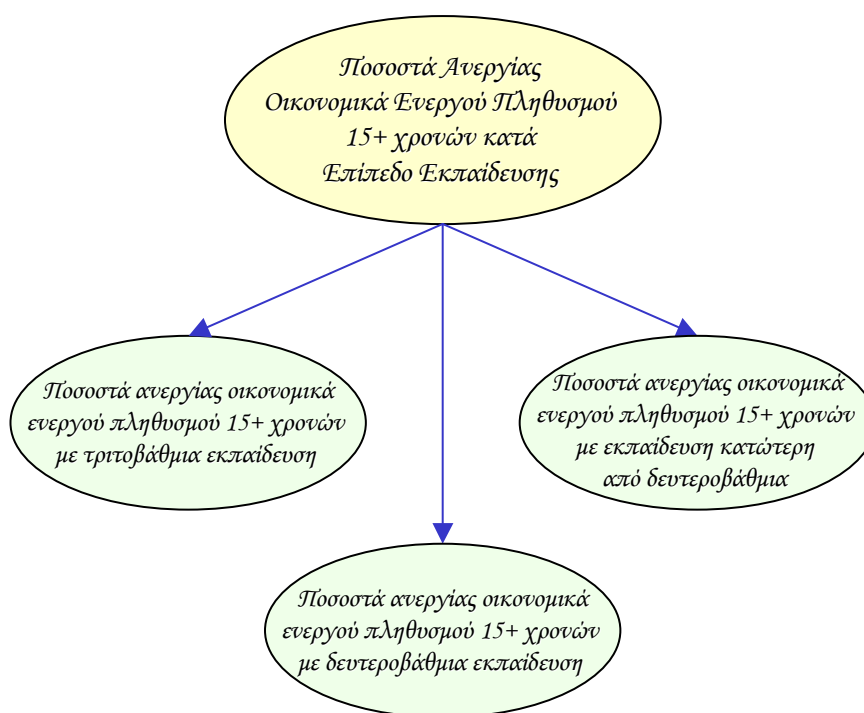 Ποσοστά Ανεργίας
Οικονομικά Ενεργού Πληθυσμού
15+ χρονών κατά
Επίπεδο Εκπαίδευσης
Ποσοστά ανεργίας οικονομικά
ενεργού πληθυσμού 15+ χρονών
με τριτοβάθμια εκπαίδευση
Ποσοστά ανεργίας οικονομικά
ενεργού πληθυσμού 15+ χρονών
με εκπαίδευση κατώτερη
από δευτεροβάθμια
Ποσοστά ανεργίας οικονομικά
ενεργού πληθυσμού 15+ χρονών
με δευτεροβάθμια εκπαίδευση